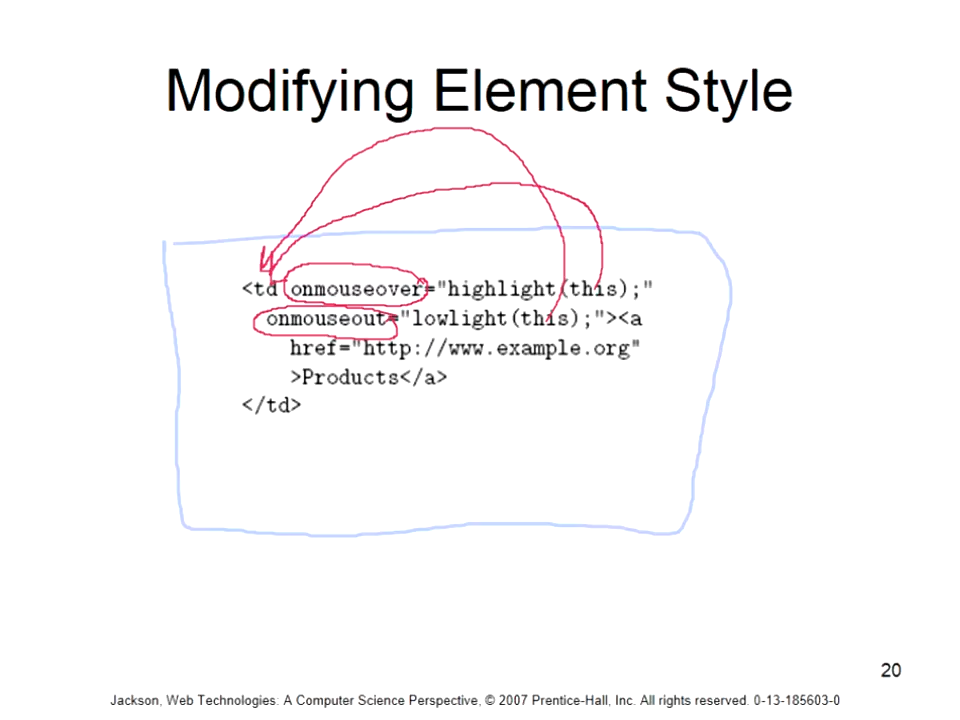 Modifying Element Style
<td onmouseover="highlight(this);"
onmouseout="lowlight(this);"><a
href="http://www.example.org"
>Products</a>
</td>
20
Jackson, Web Technologies: A Computer Science Perspective, © 2007 Prentice-Hall, Inc. All rights reserved. 0-13-185603-0